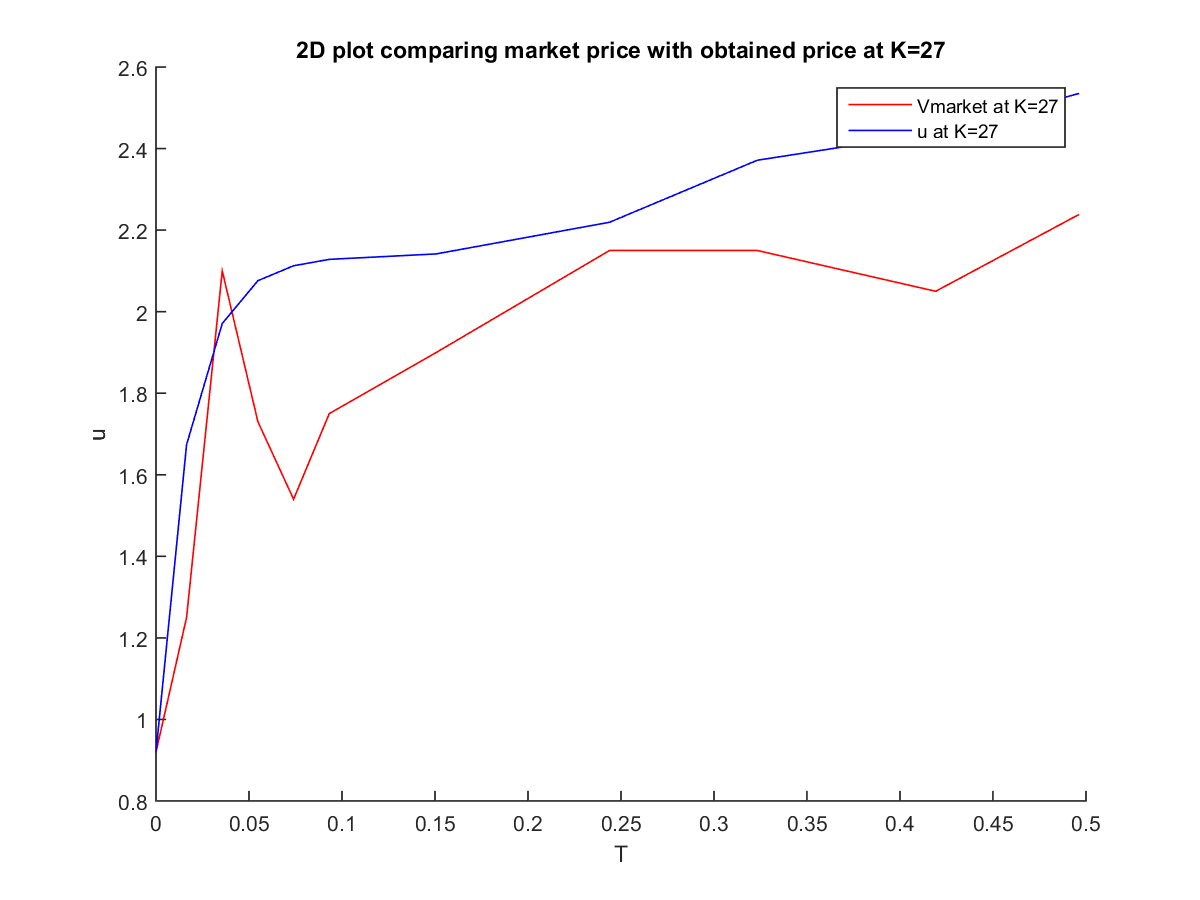 2D plot comparing market price with obtained price at K=27
Vmarket at K=27
u at K=27
2.6
2.4
2.2
2
1.8
1.6
1.4
1.2
1
0.8
u
0 0.05 0.1 0.15 0.2 0.25 0.3 0.35 0.4 0.45 0.5
T